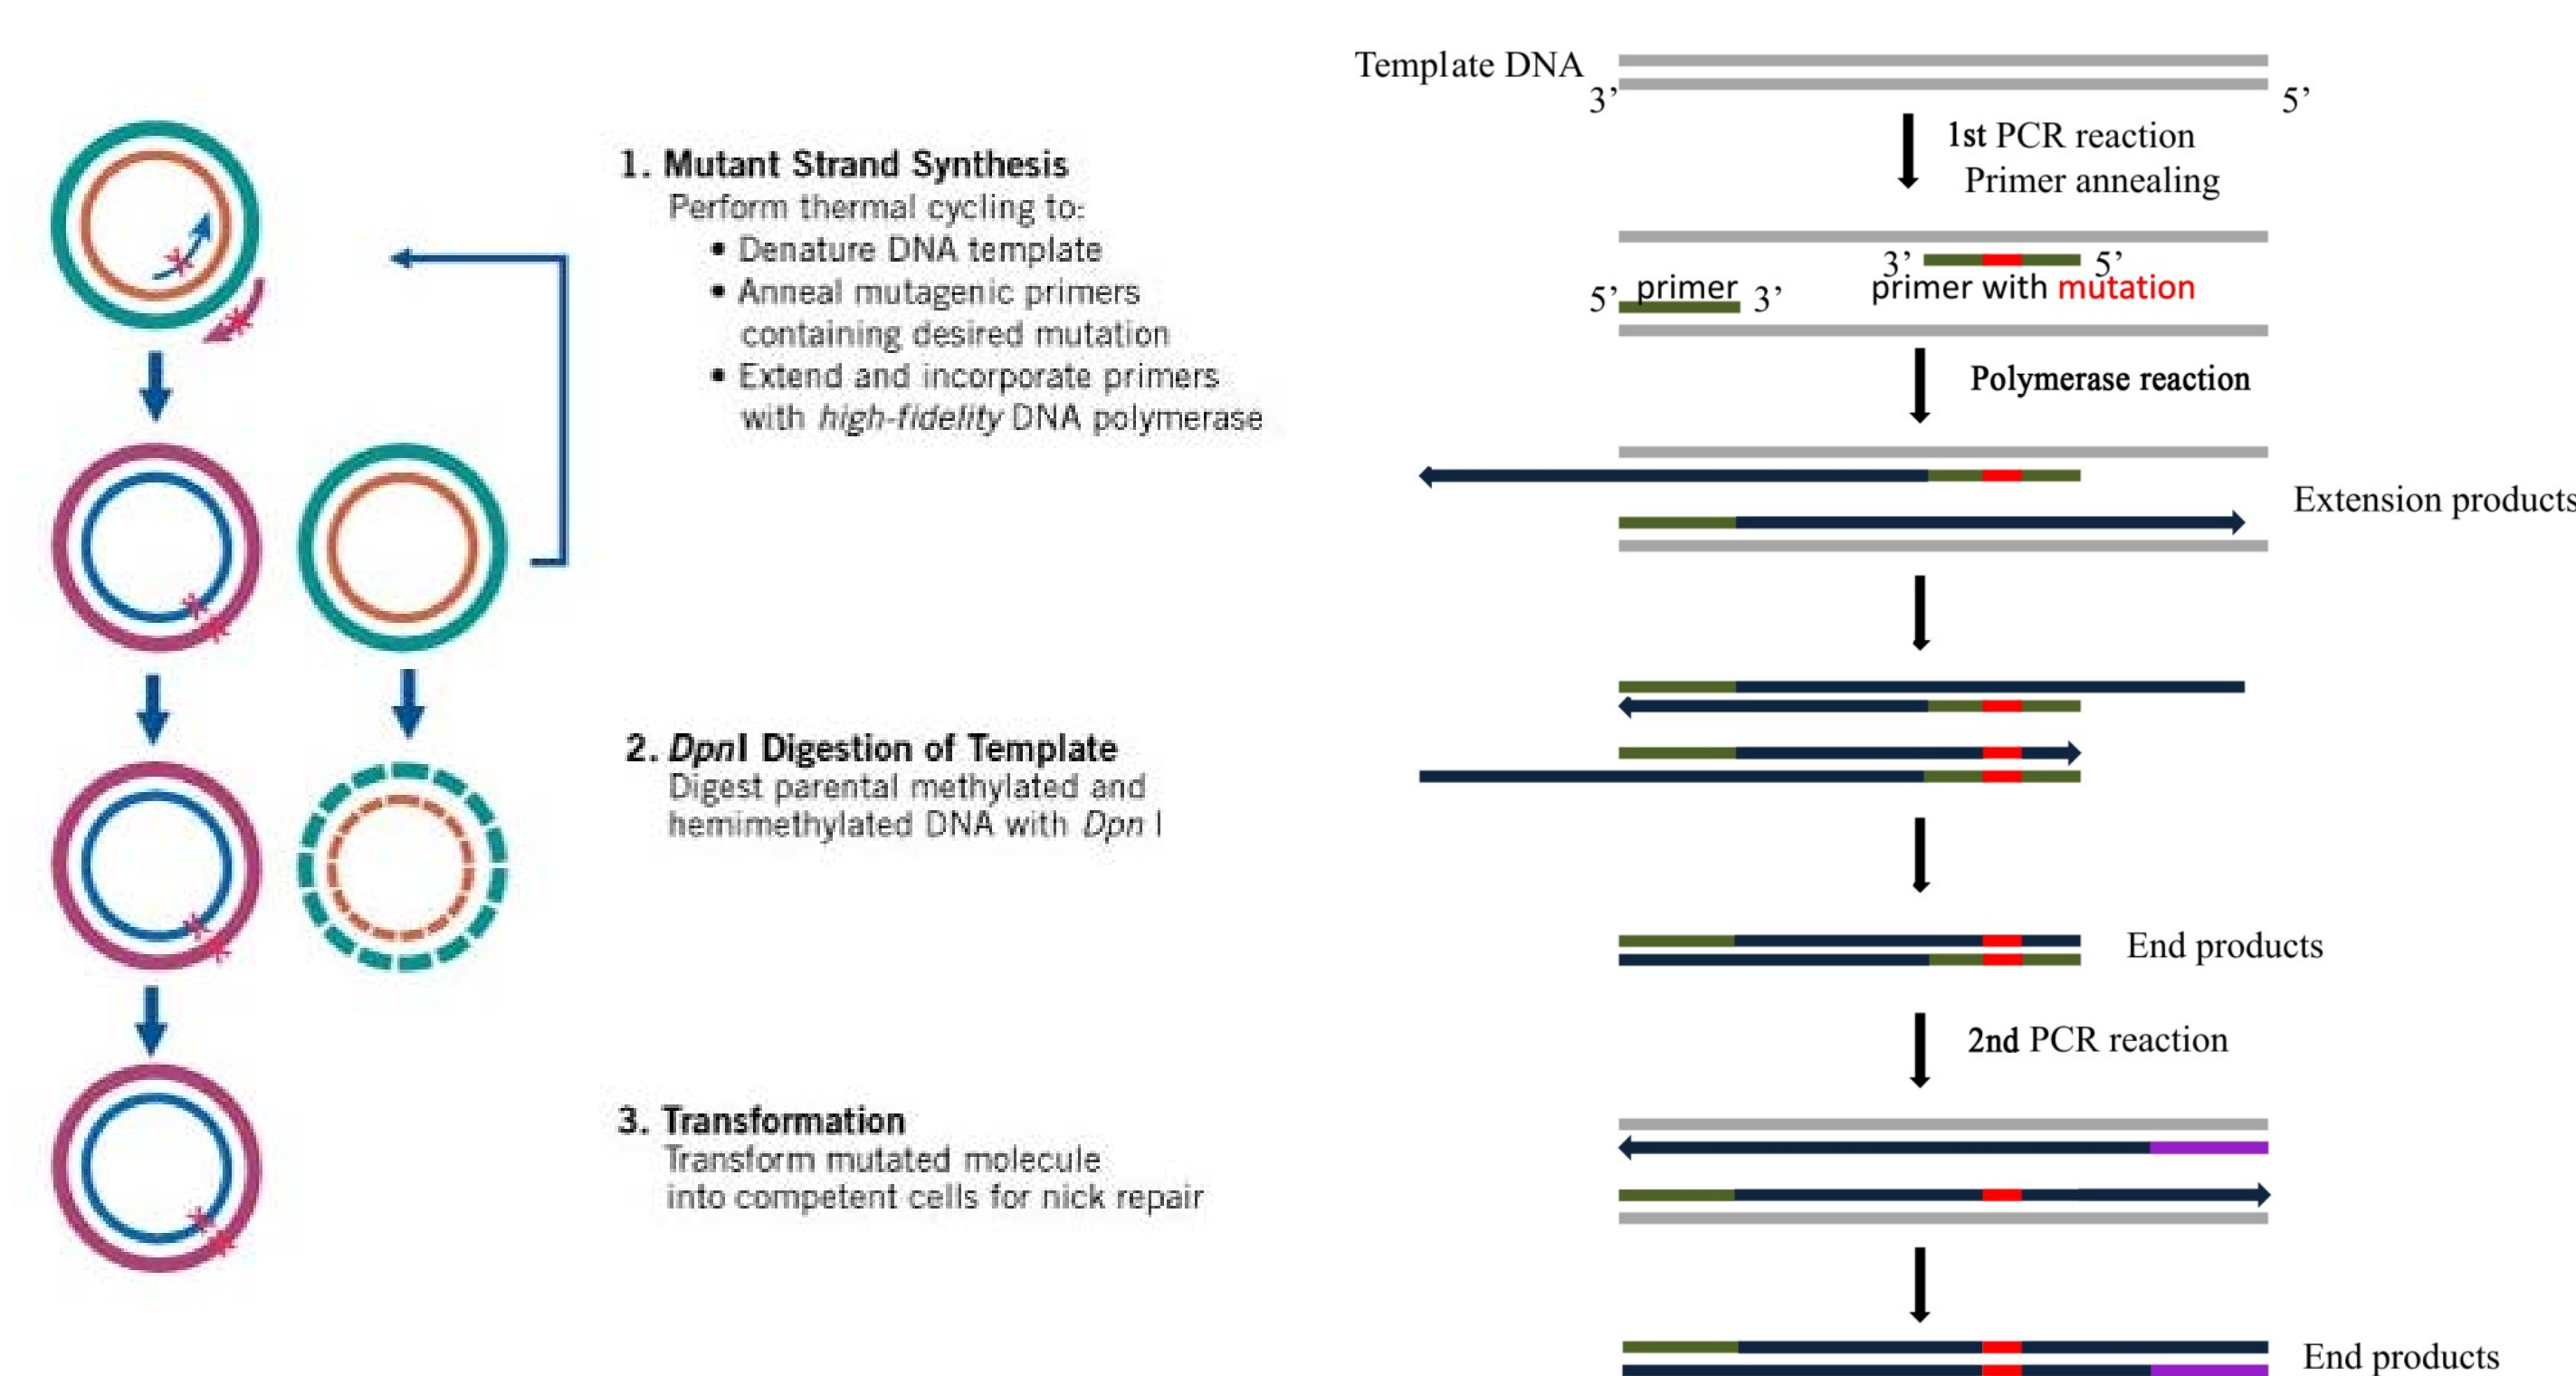 1. Mutant Strand Synthesis
Perform thermal cycling to:
• Denature DNA template
• Anneal mutagenic primers
containing desired mutation
• Extend and incorporate primers
with high-fidelity DNA polymerase
2. DpnI Digestion of Template
Digest parental methylated and
hemimethylated DNA with Dpn I
3. Transformation
Transform mutated molecule
into competent cells for nick repair
Template DNA
3’
5’
1st PCR reaction
Primer annealing
3’
5’
primer with mutation
5’ primer 3’
Polymerase reaction
Extension products
End products
2nd PCR reaction
End products